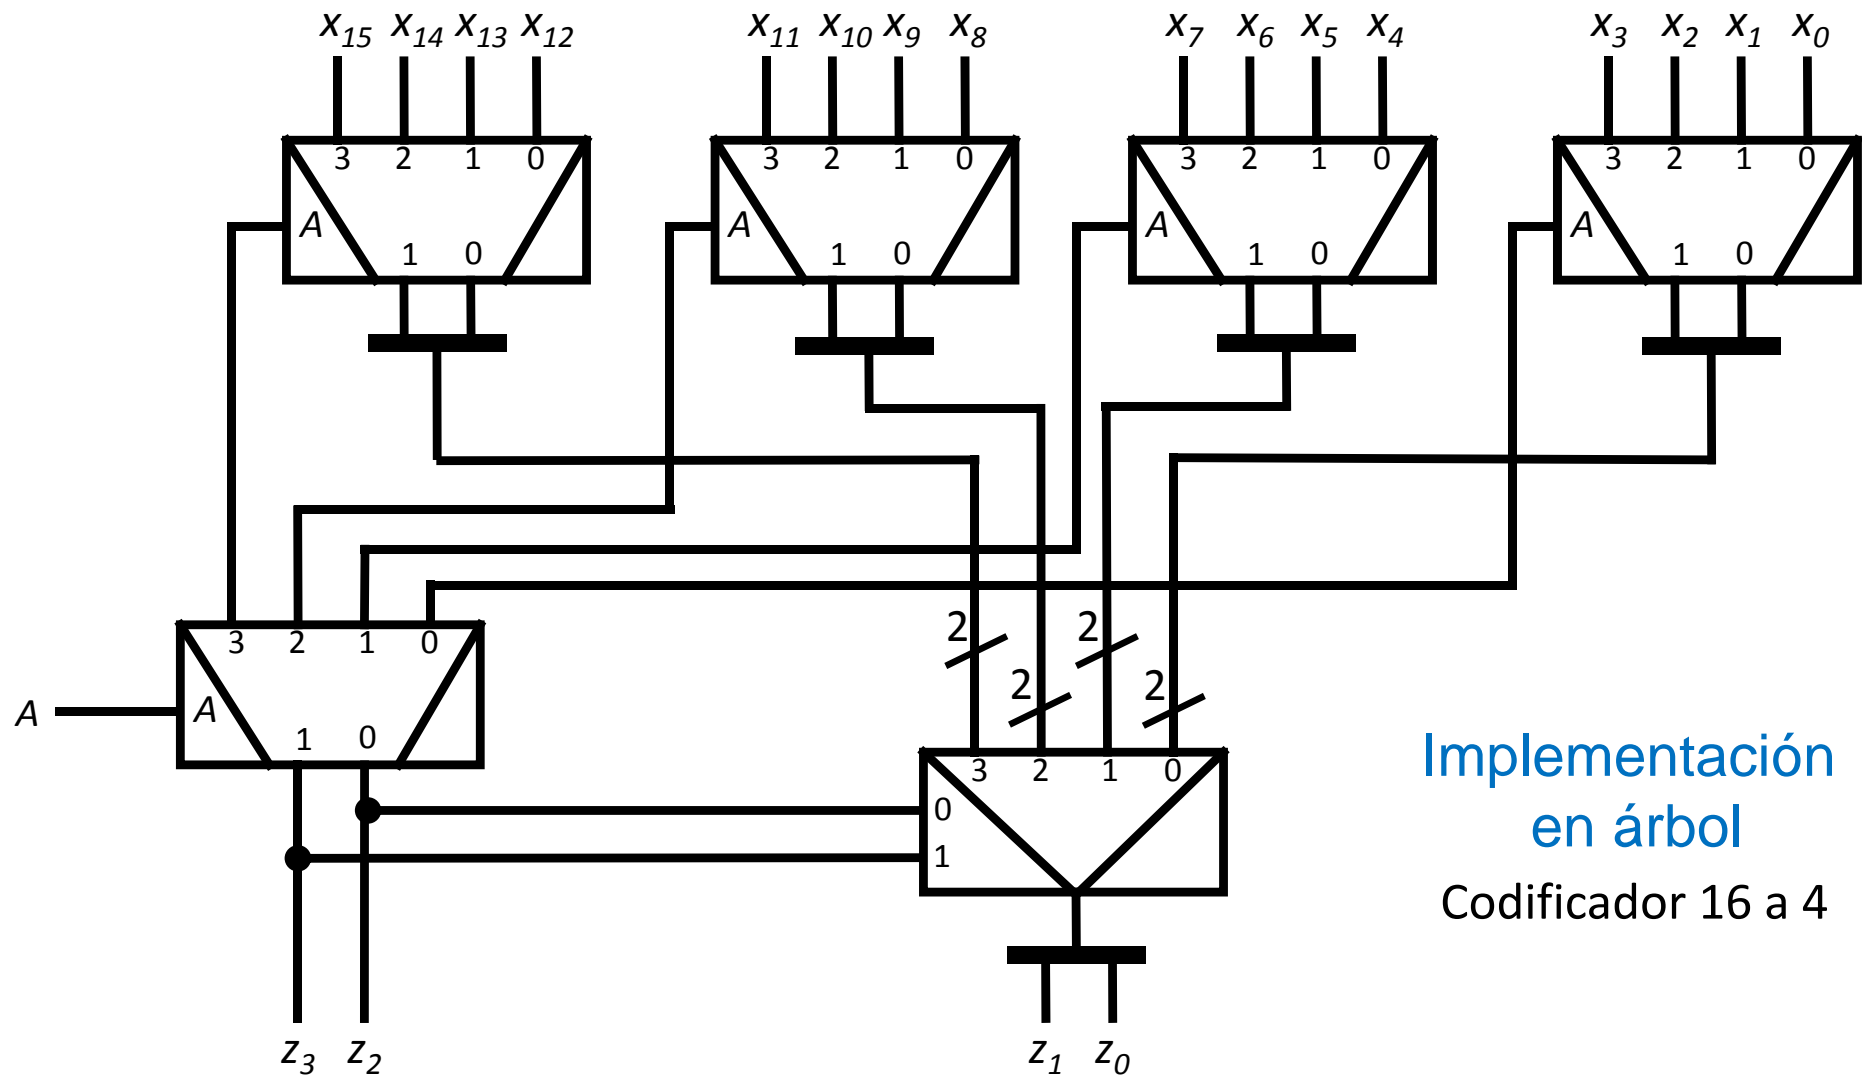 x15 x14 x13 x12 x11 x10 x9 x8 x7 x6 x5 x4 x3 x2 x1 x0
3 2 1 0 3 2 1 0 3 2 1 0 3 2 1 0
A A A A
1 0 1 0 1 0 1 0
2 2
3 2 1 0
2 2
A A
1 0
3 2 1 0
0
1
Implementación
en árbol
Codificador 16 a 4
z3 z2 z1 z0